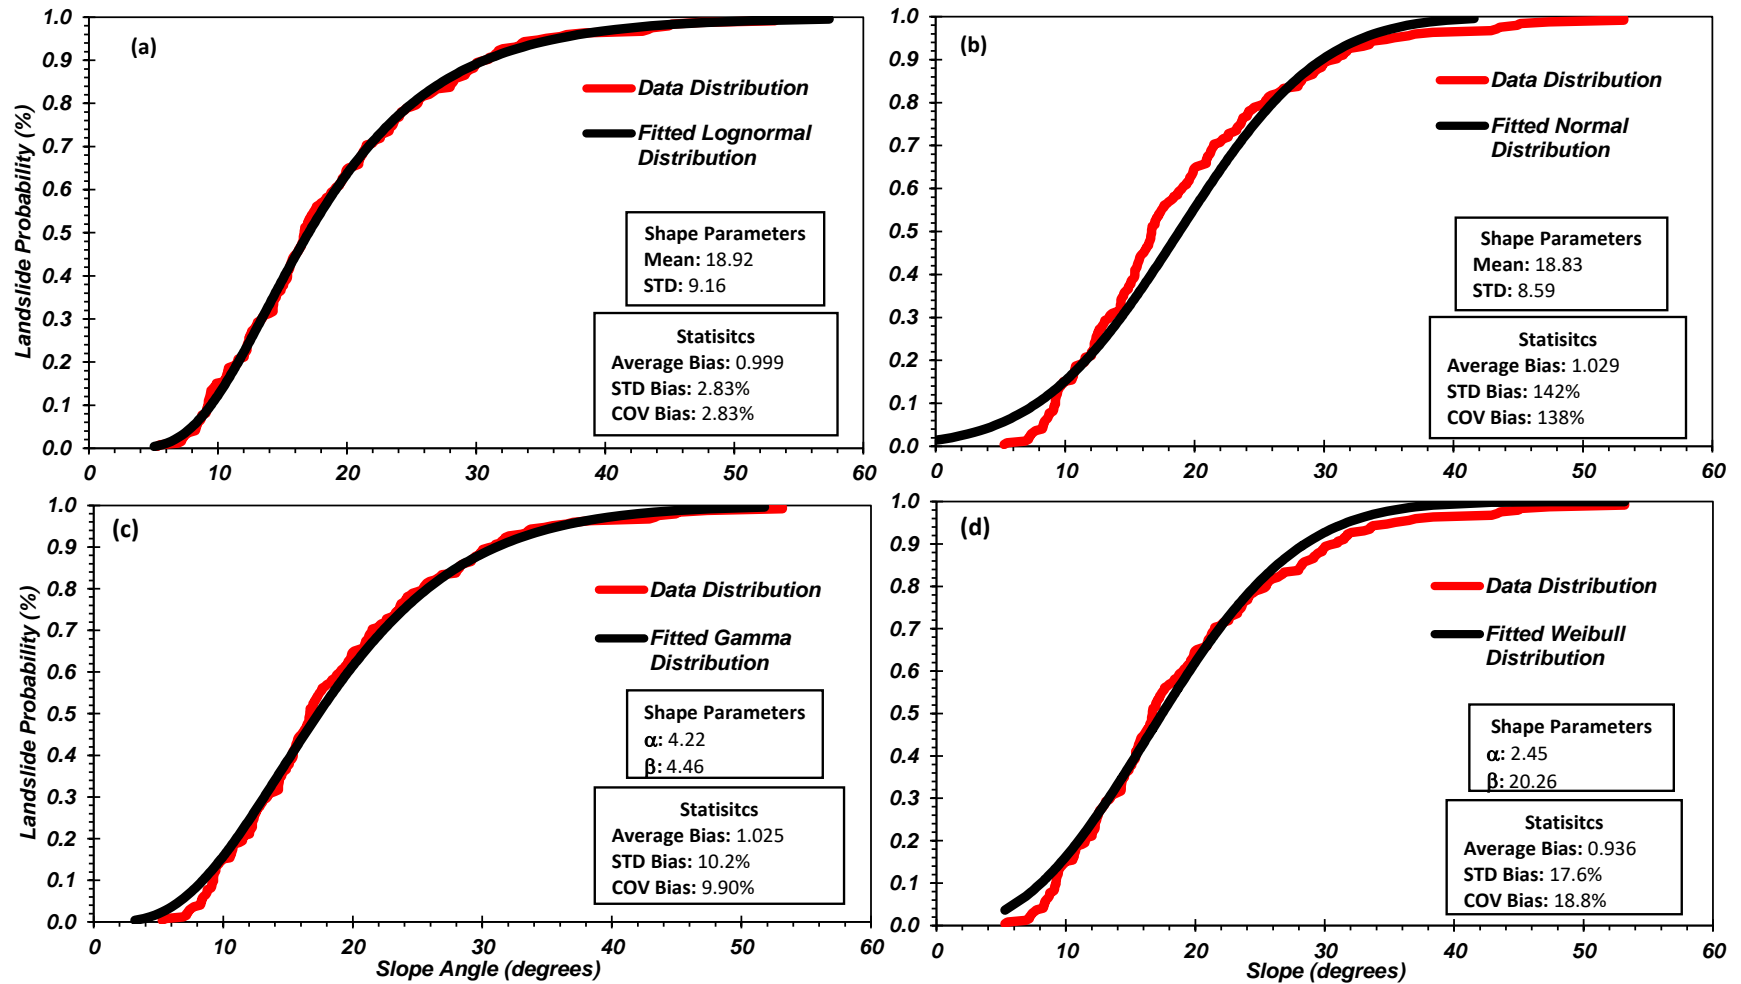 (a)
1.0
0.9
0.8
0.7
0.6
0.5
0.4
0.3
0.2
0.1
0.0
Landslide Probability (%)
Data Distribution
Fitted Lognormal
Distribution
Shape Parameters
Mean: 18.92
STD: 9.16
Statisitcs
Average Bias: 0.999
STD Bias: 2.83%
COV Bias: 2.83%
0 10 20 30 40 50 60
(b)
1.0
0.9
0.8
0.7
0.6
0.5
0.4
0.3
0.2
0.1
0.0
Data Distribution
Fitted Normal
Distribution
Shape Parameters
Mean: 18.83
STD: 8.59
Statisitcs
Average Bias: 1.029
STD Bias: 142%
COV Bias: 138%
0 10 20 30 40 50 60
(c)
1.0
0.9
0.8
0.7
0.6
0.5
0.4
0.3
0.2
0.1
0.0
Landslide Probability (%)
Data Distribution
Fitted Gamma
Distribution
Shape Parameters
α: 4.22
β: 4.46
Statisitcs
Average Bias: 1.025
STD Bias: 10.2%
COV Bias: 9.90%
0 10 20 30 40 50 60
Slope Angle (degrees)
(d)
1.0
0.9
0.8
0.7
0.6
0.5
0.4
0.3
0.2
0.1
0.0
Data Distribution
Fitted Weibull
Distribution
Shape Parameters
α: 2.45
β: 20.26
Statisitcs
Average Bias: 0.936
STD Bias: 17.6%
COV Bias: 18.8%
0 10 20 30 40 50 60
Slope (degrees)